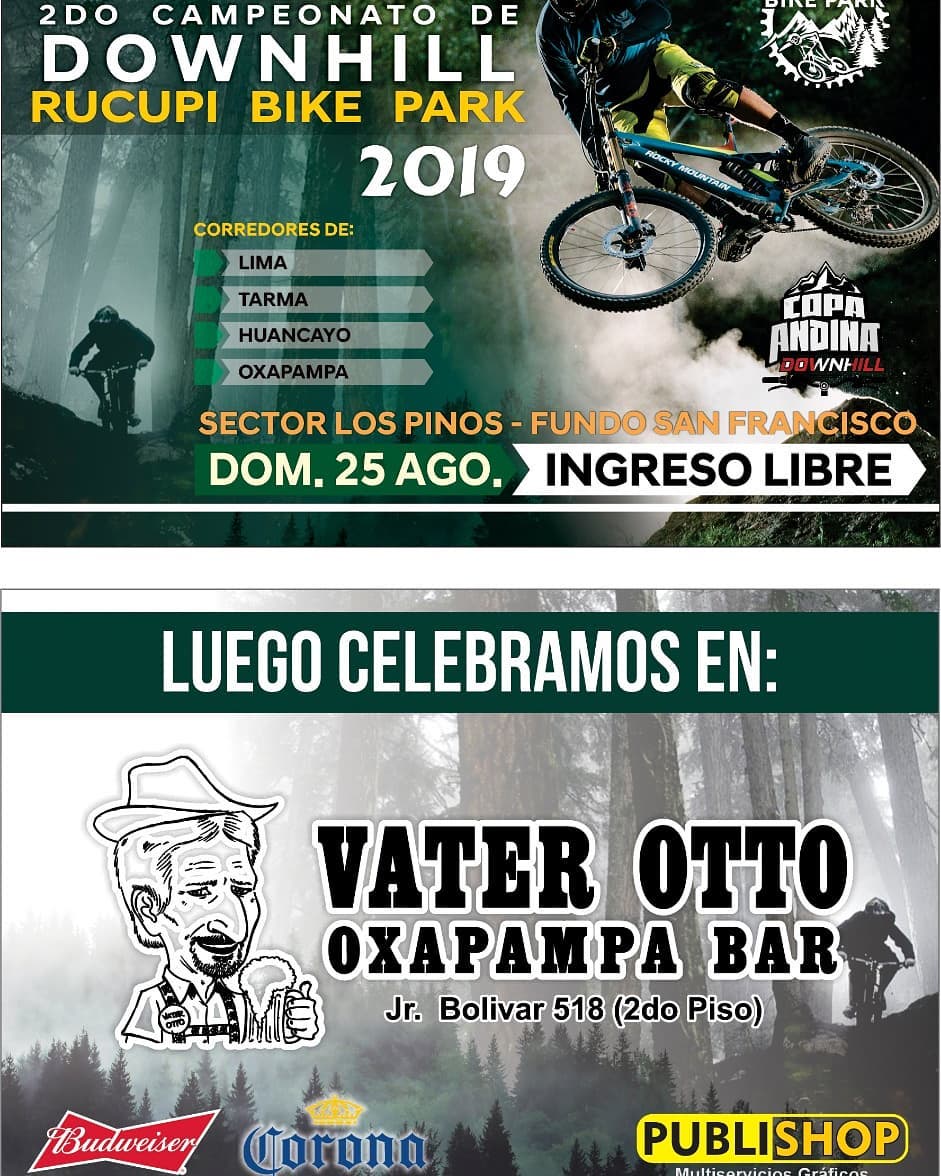 2DO CAMPEONATO DE
DOWNHILL
RUCUPI BIKE PARK
2019
BIKE PARK
ROCKY MOUNTAIN
CORREDORES DE:
LIMA
TARMA
HUANCAYO
OXAPAMPA
COPA
ANDINA
DOWNHILL
SECTOR LOS PINOS - FUNDO SAN FRANCISCO
DOM. 25 AGO.
INGRESO LIBRE
LUEGO CELEBRAMOS EN:
VATER OTTO
OXAPAMPA BAR
Jr. Bolivar 518 (2do Piso)
VATER
OTTO
Budweiser
Corona
PUBLISHOP
Multiservicios Gráficos